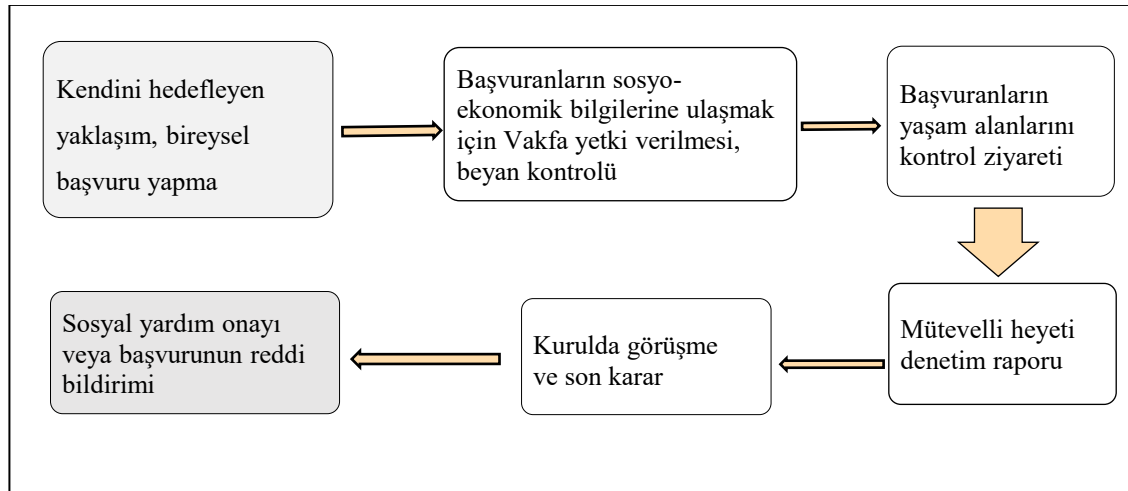 Kendini hedefleyen
yaklaşım, bireysel
başvuru yapma
Başvuranların sosyo-
ekonomik bilgilerine ulaşmak
için Vakfa yetki verilmesi,
beyan kontrolü
Başvuranların
yaşam alanlarını
kontrol ziyareti
Mütevelli heyeti
denetim raporu
Kurulda görüşme
ve son karar
Sosyal yardım onayı
veya başvurunun reddi
bildirimi